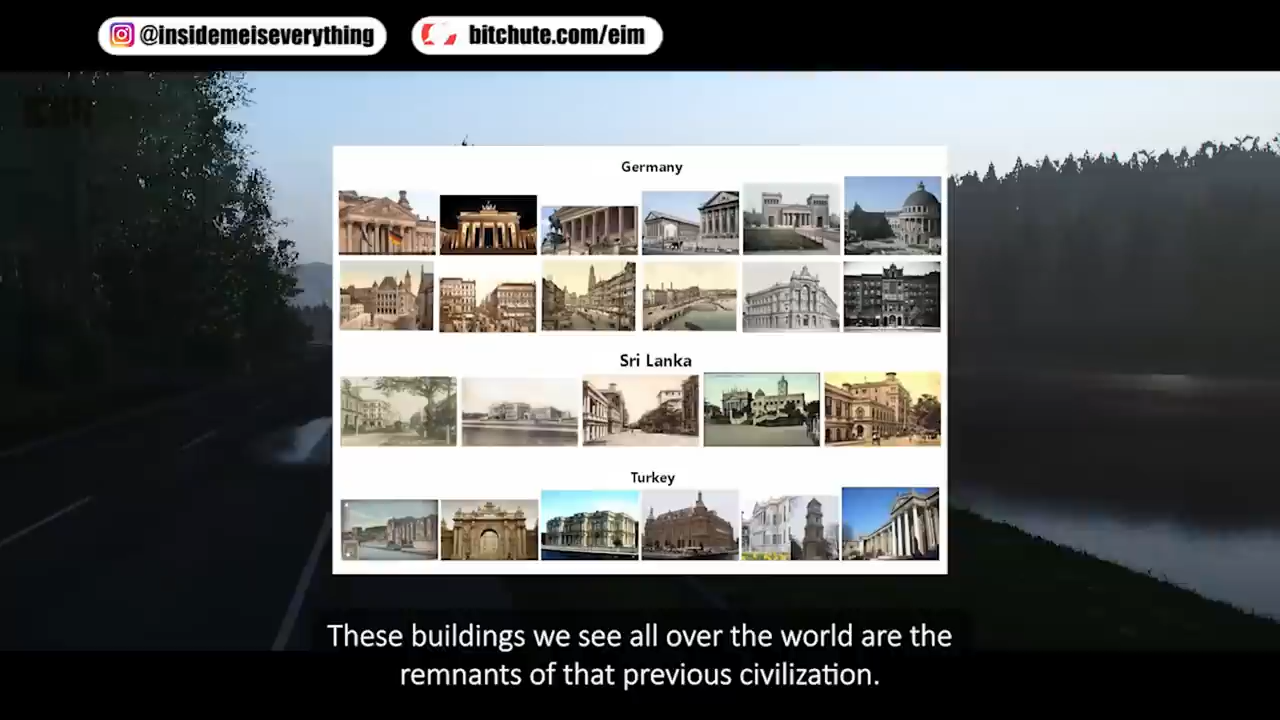 @insidemeiseverything
bitchute.com/eim
Germany
Sri Lanka
Turkey
These buildings we see all over the world are the
remnants of that previous civilization.